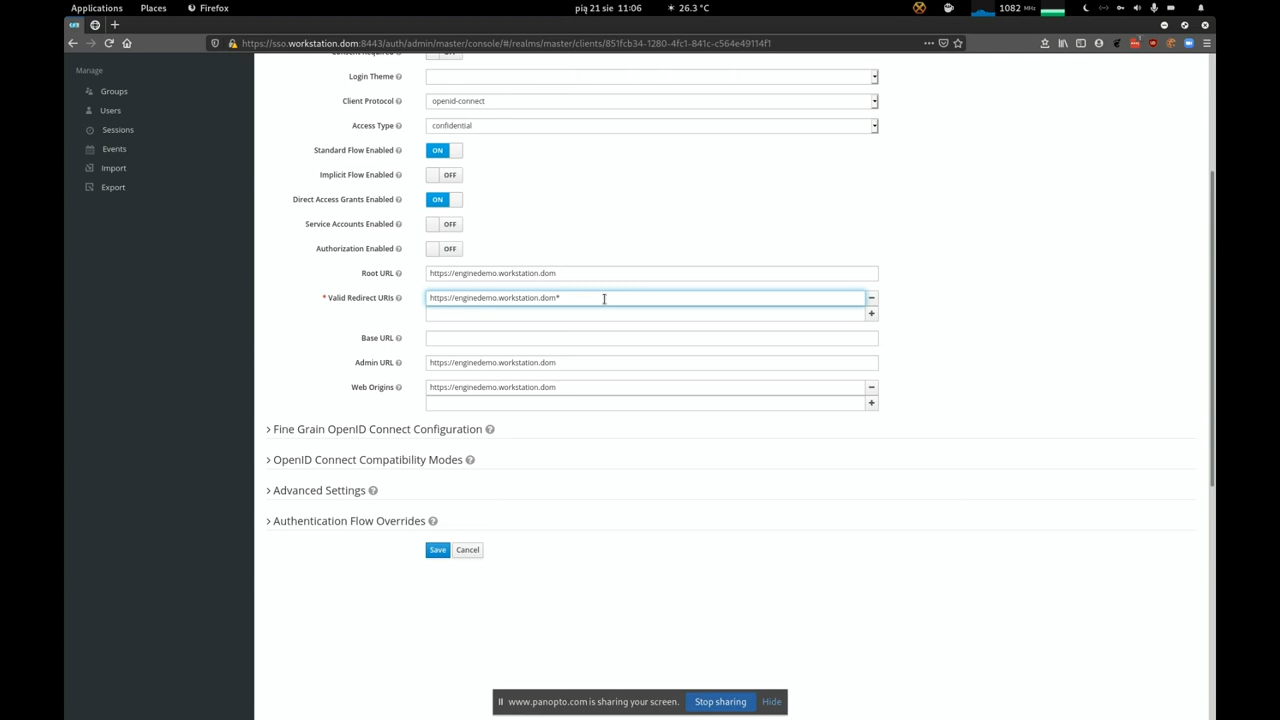 Applications Places Firefox pią 21 sie 11:06 26.3 °C 1082 MHz
https://sso.workstation.dom:8443/auth/admin/master/console/#/realms/master/clients/851fcb34-1280-4fc1-841c-c564e49114f1
Manage
Groups
Users
Sessions
Events
Import
Export
Login Theme
Client Protocol openid-connect
Access Type confidential
Standard Flow Enabled ON
Implicit Flow Enabled OFF
Direct Access Grants Enabled ON
Service Accounts Enabled OFF
Authorization Enabled OFF
Root URL https://enginedemo.workstation.dom
* Valid Redirect URIs https://enginedemo.workstation.dom*
Base URL
Admin URL https://enginedemo.workstation.dom
Web Origins https://enginedemo.workstation.dom
Fine Grain OpenID Connect Configuration
OpenID Connect Compatibility Modes
Advanced Settings
Authentication Flow Overrides
Save Cancel
www.panopto.com is sharing your screen. Stop sharing Hide